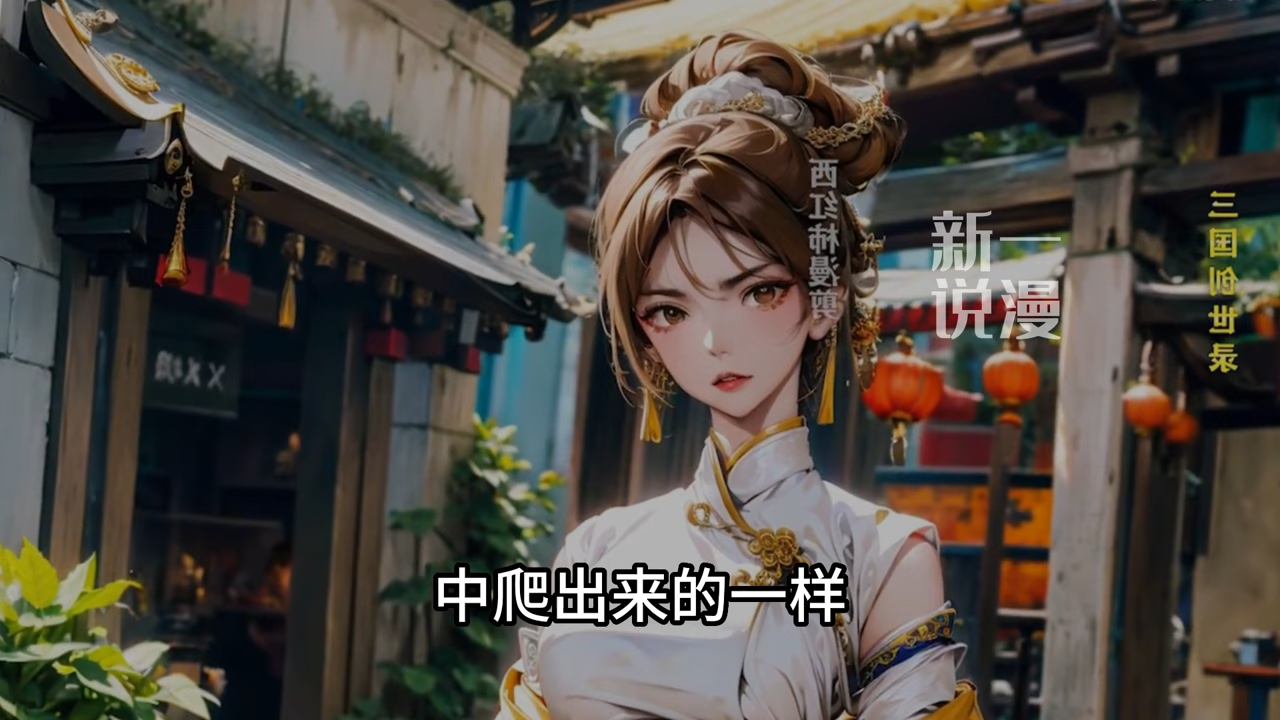 西红柿漫剪
新一
说漫
三国创世录
中爬出来的一样